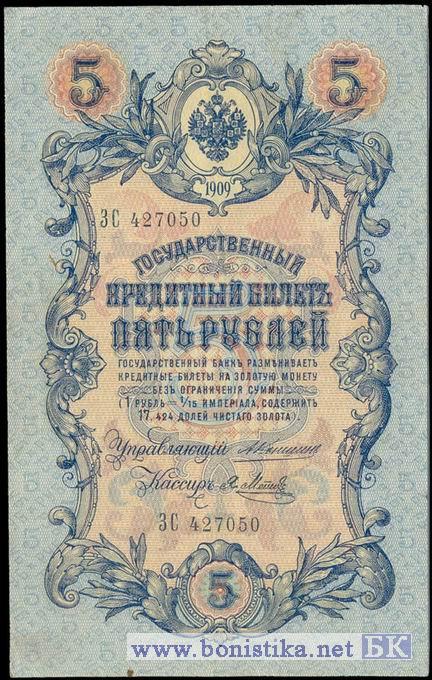 5 5
1909
ЗС 427050
ГОСУДАРСТВЕННЫЙ
КРЕДИТНЫЙ БИЛЕТЪ
ПЯТЬ РУБЛЕЙ
ГОСУДАРСТВЕННЫЙ БАНКЪ РАЗМѢНИВАЕТЪ
КРЕДИТНЫЕ БИЛЕТЫ НА ЗОЛОТУЮ МОНЕТУ
БЕЗЪ ОГРАНИЧЕНІЯ СУММЫ
(1 РУБЛЬ = 1/15 ИМПЕРІАЛА, СОДЕРЖИТЪ
17,424 ДОЛЕЙ ЧИСТАГО ЗОЛОТА).
Управляющій
Кассиръ
ЗС 427050
5
www.bonistika.net БК